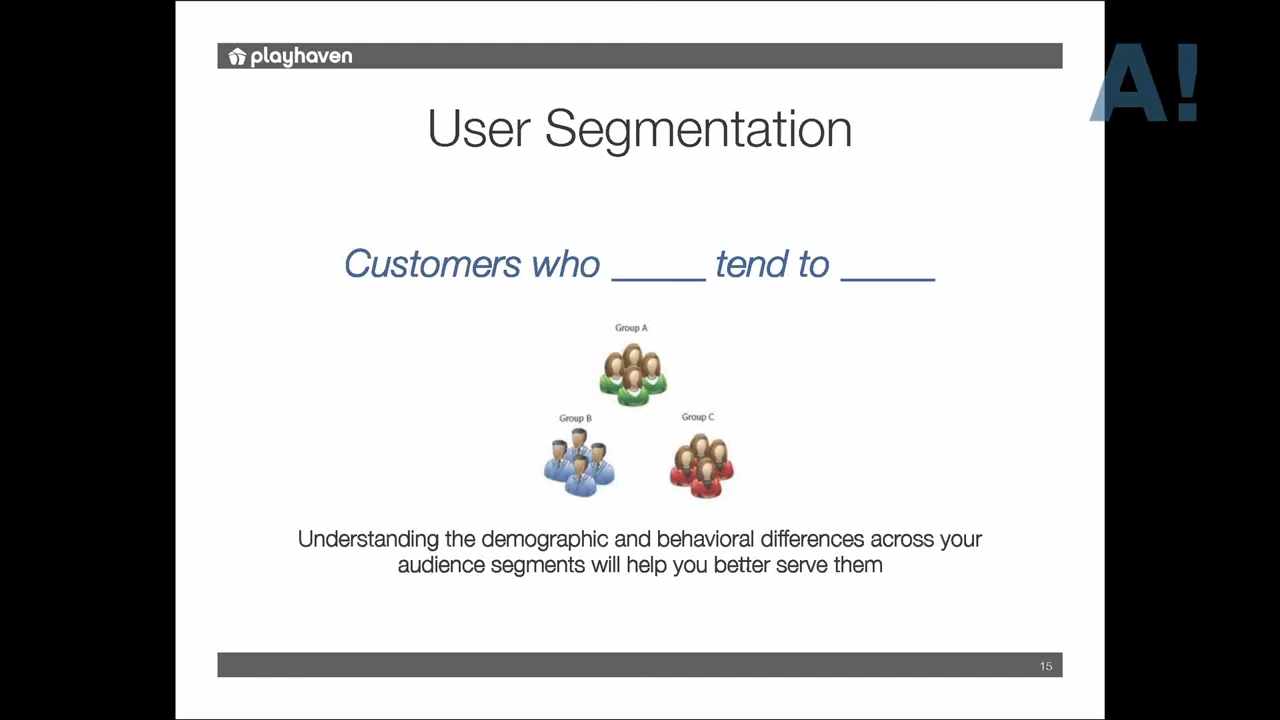 playhaven
A!
User Segmentation
Customers who _____ tend to _____
Group A
Group B
Group C
Understanding the demographic and behavioral differences across your
audience segments will help you better serve them
15